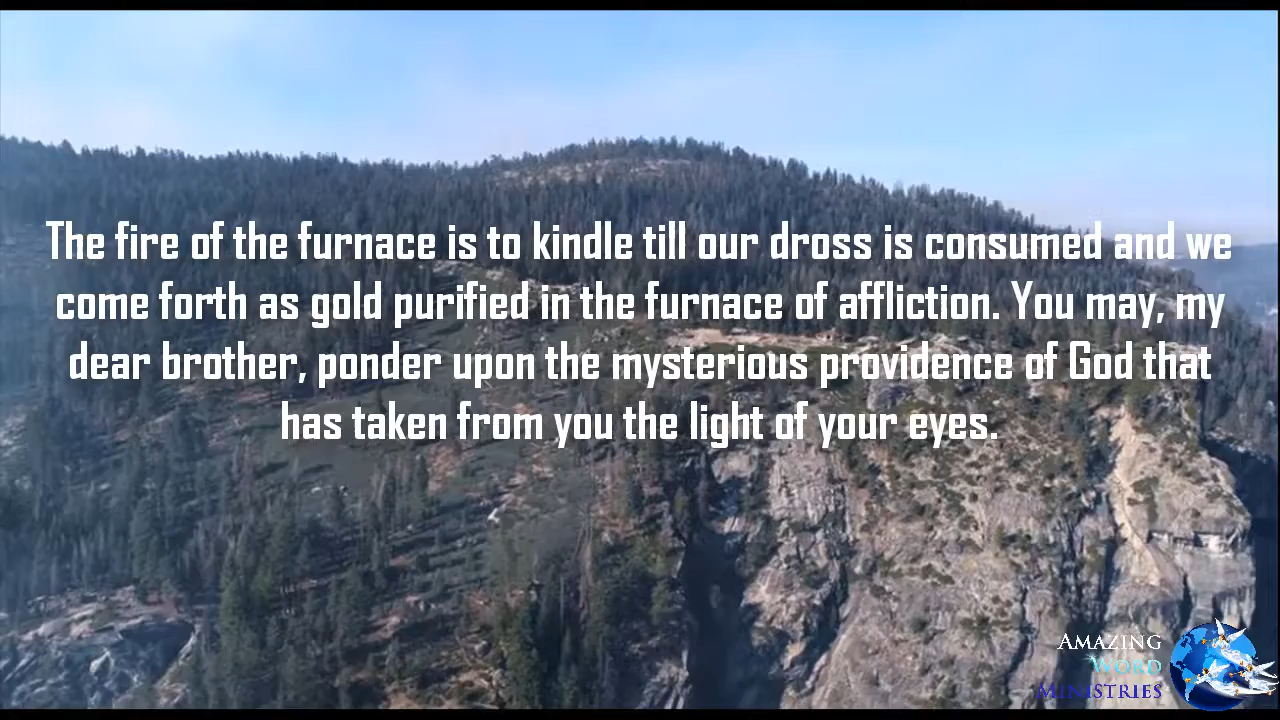 The fire of the furnace is to kindle till our dross is consumed and we
come forth as gold purified in the furnace of affliction. You may, my
dear brother, ponder upon the mysterious providence of God that
has taken from you the light of your eyes.
AMAZING
WORD
MINISTRIES